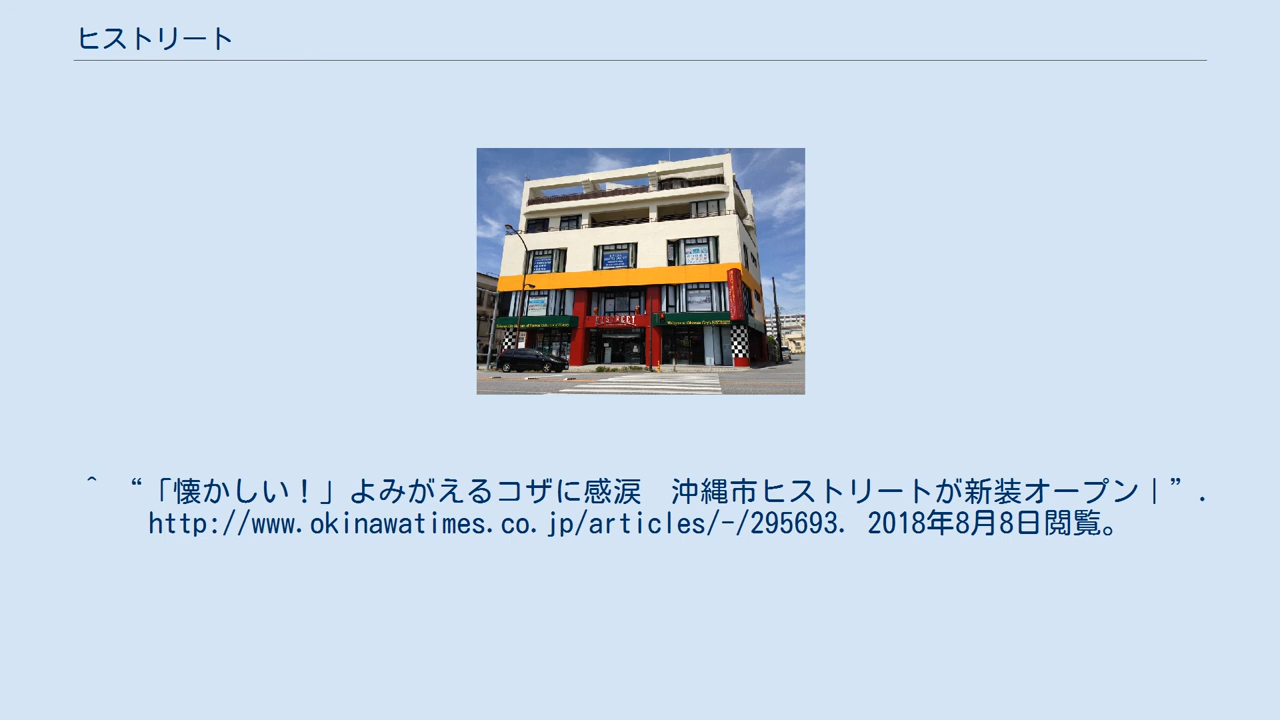 ヒストリート
HISTREET
^ “「懐かしい！」よみがえるコザに感涙　沖縄市ヒストリートが新装オープン｜”.
http://www.okinawatimes.co.jp/articles/-/295693. 2018年8月8日閲覧。